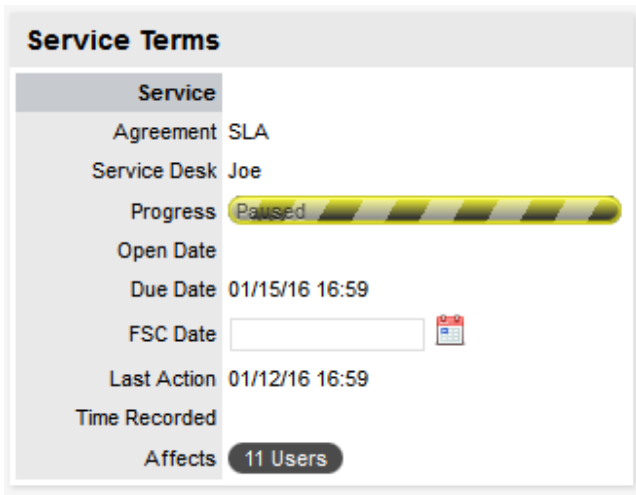 Service Terms
Service
Agreement SLA
Service Desk Joe
Progress Paused
Open Date
Due Date 01/15/16 16:59
FSC Date
Last Action 01/12/16 16:59
Time Recorded
Affects 11 Users